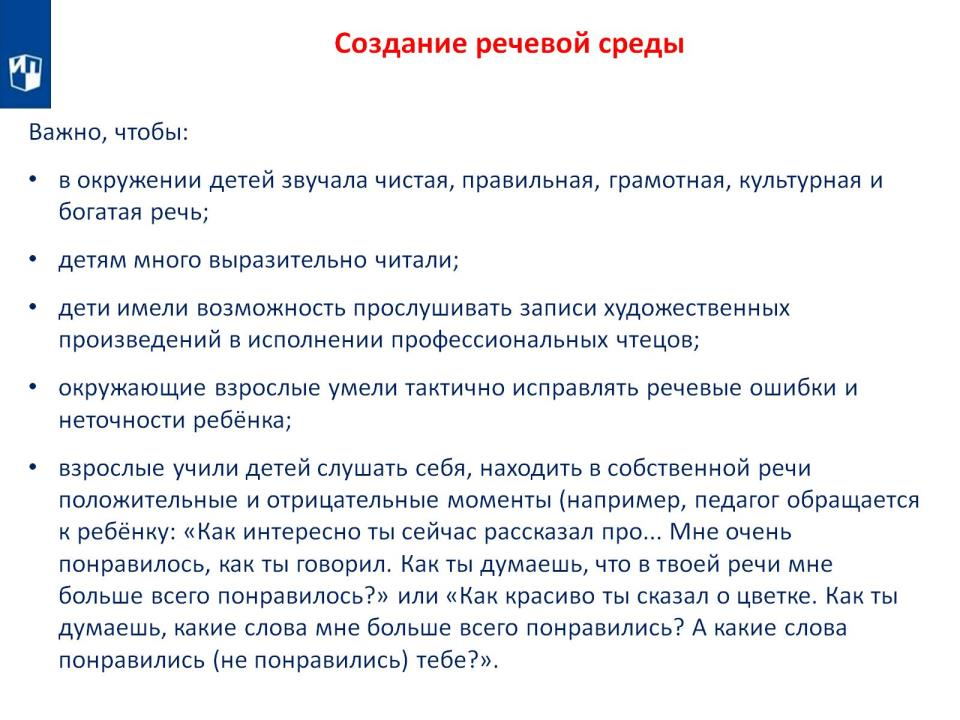 Создание речевой среды
Важно, чтобы:
• в окружении детей звучала чистая, правильная, грамотная, культурная и
богатая речь;
• детям много выразительно читали;
• дети имели возможность прослушивать записи художественных
произведений в исполнении профессиональных чтецов;
• окружающие взрослые умели тактично исправлять речевые ошибки и
неточности ребёнка;
• взрослые учили детей слушать себя, находить в собственной речи
положительные и отрицательные моменты (например, педагог обращается
к ребёнку: «Как интересно ты сейчас рассказал про... Мне очень
понравилось, как ты говорил. Как ты думаешь, что в твоей речи мне
больше всего понравилось?» или «Как красиво ты сказал о цветке. Как ты
думаешь, какие слова мне больше всего понравились? А какие слова
понравились (не понравились) тебе?».